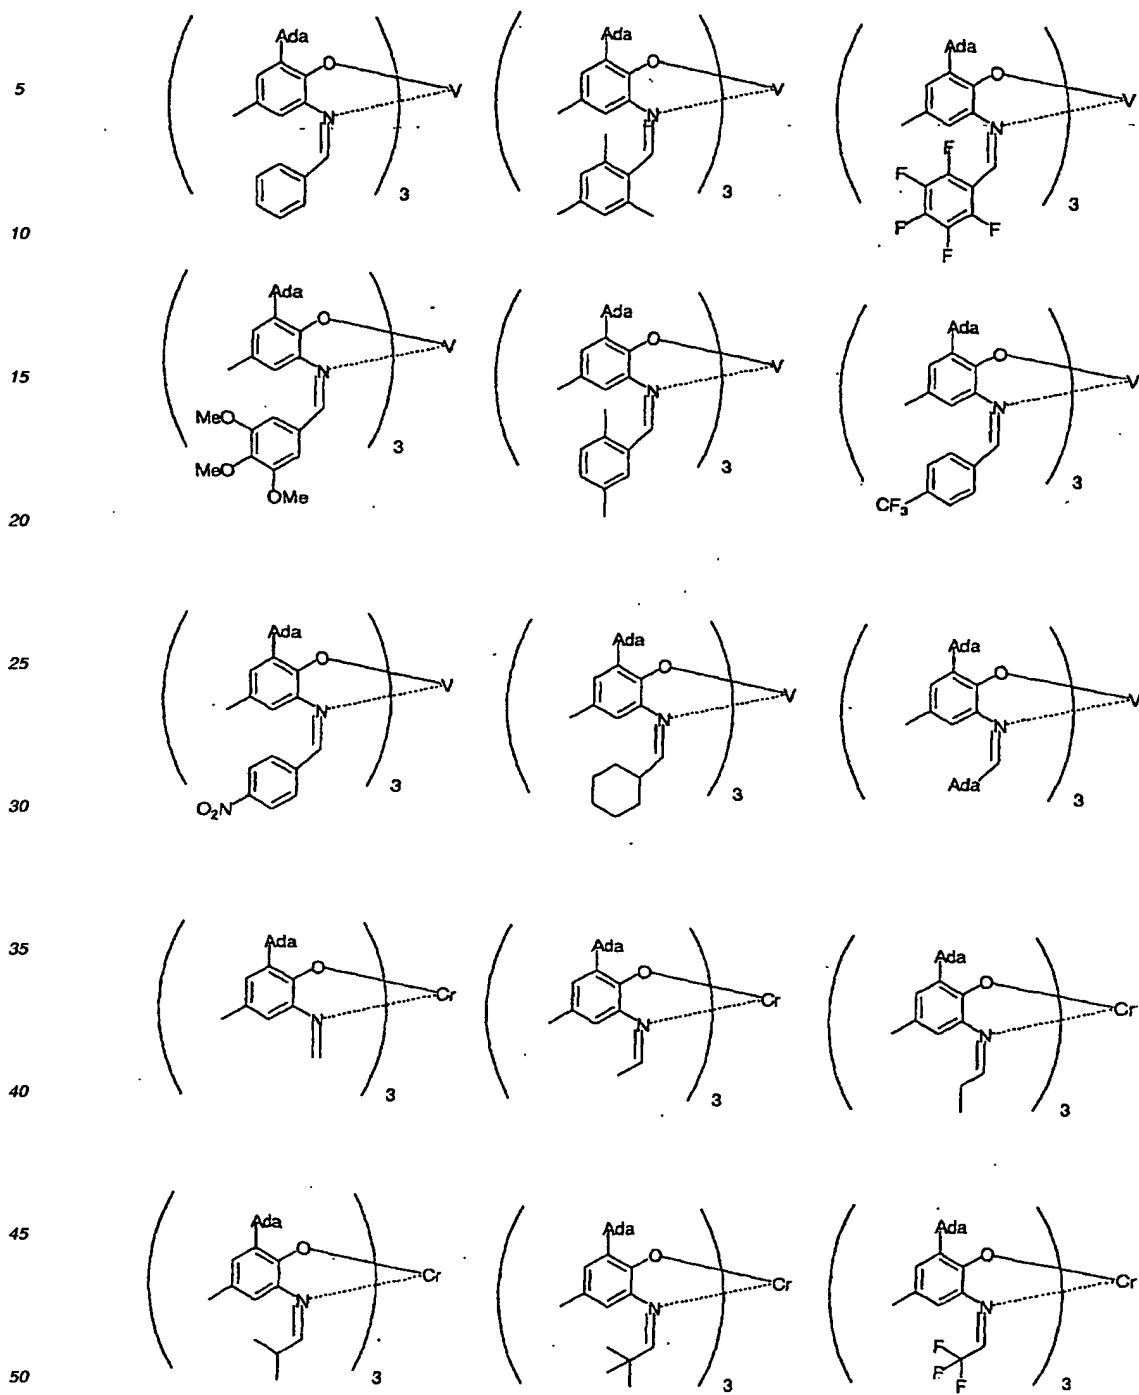 Ada Ada Ada
5 O V O V O V
N N N
F
F F
3 3 3
F F
10 F
Ada Ada Ada
O V O V O V
15 N N N
MeO
3 3 3
MeO
OMe CF3
20
Ada Ada Ada
25 O V O V O V
N N N
3 3 3
30 O2N Ada
35 Ada Ada Ada
O Cr O Cr O Cr
N N N
40 3 3 3
45 Ada Ada Ada
O Cr O Cr O Cr
N N N
F
F
50 3 3 F 3